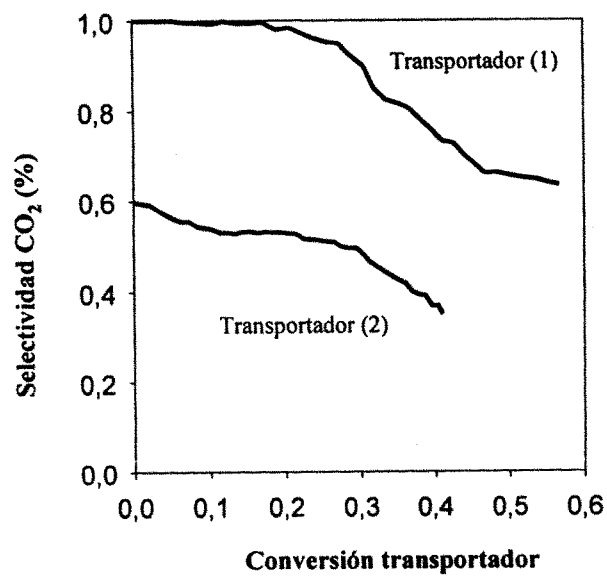 Selectividad CO₂ (%)
1,0
0,8
0,6
0,4
0,2
0,0
Transportador (1)
Transportador (2)
0,0 0,1 0,2 0,3 0,4 0,5 0,6
Conversión transportador